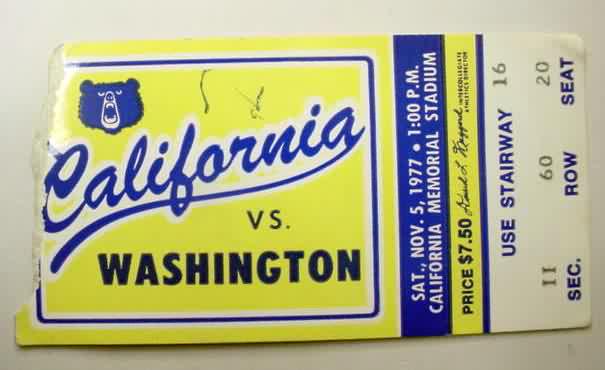 California
VS.
WASHINGTON
SAT., NOV. 5, 1977 • 1:00 P.M.
CALIFORNIA MEMORIAL STADIUM
PRICE $7.50
INTERCOLLEGIATE
ATHLETICS DIRECTOR
USE STAIRWAY 16
11 60 20
SEC. ROW SEAT